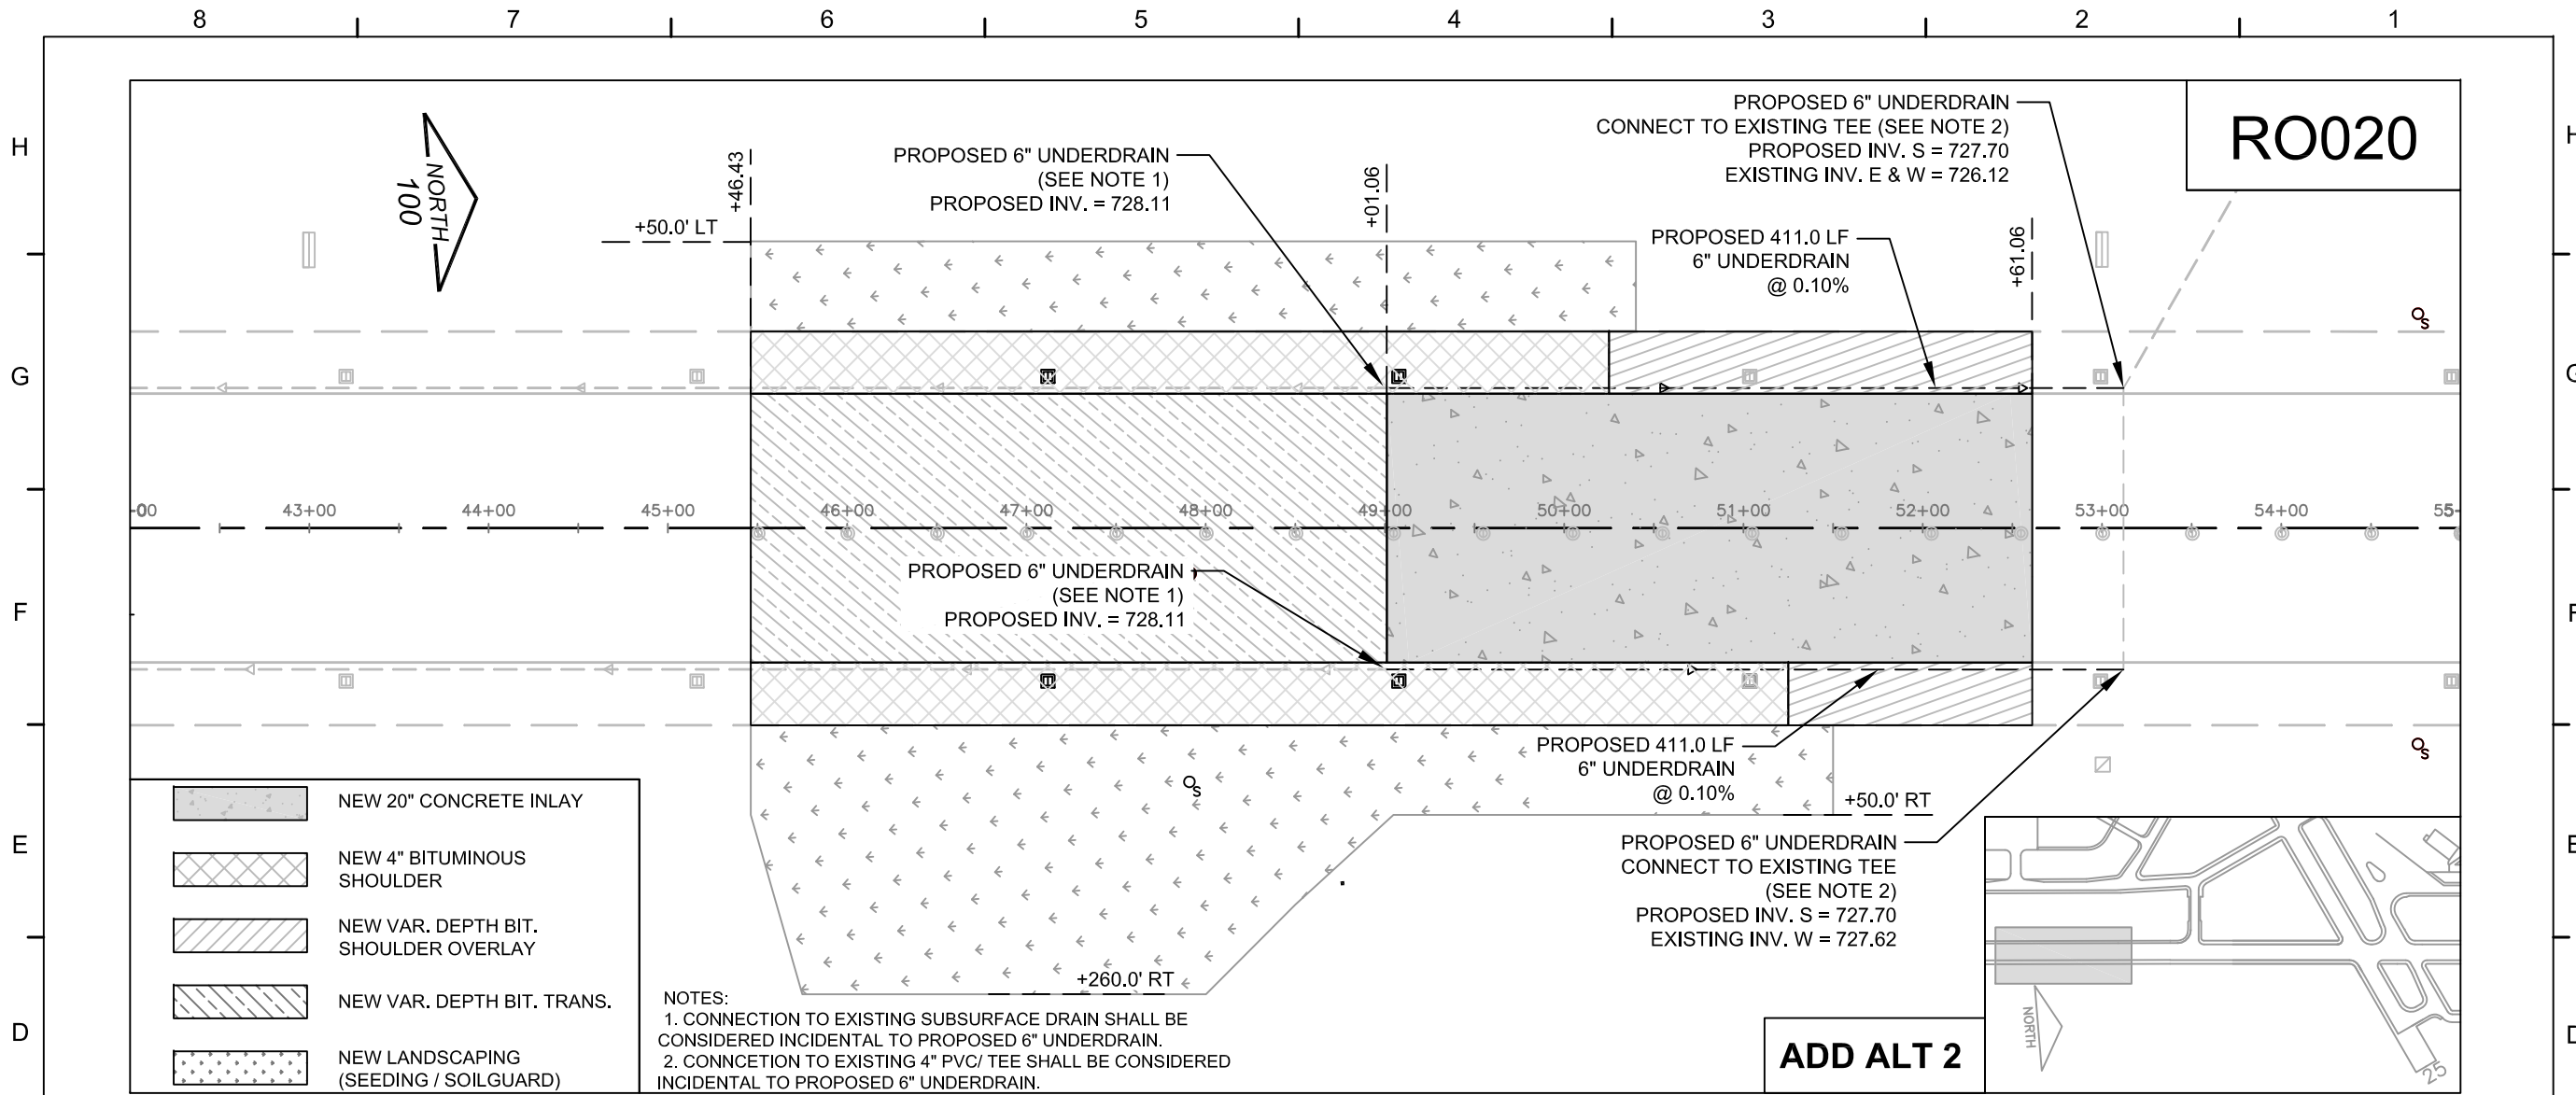 8 7 6 5 4 3 2 1
H
G
F
E
D
H
G
F
E
D
RO020
NORTH
100
+46.43
+50.0' LT
PROPOSED 6" UNDERDRAIN
(SEE NOTE 1)
PROPOSED INV. = 728.11
+01.06
PROPOSED 6" UNDERDRAIN
CONNECT TO EXISTING TEE (SEE NOTE 2)
PROPOSED INV. S = 727.70
EXISTING INV. E & W = 726.12
PROPOSED 411.0 LF
6" UNDERDRAIN
@ 0.10%
+61.06
S
43+00 44+00 45+00 46+00 47+00 48+00 49+00 50+00 51+00 52+00 53+00 54+00
PROPOSED 6" UNDERDRAIN
(SEE NOTE 1)
PROPOSED INV. = 728.11
PROPOSED 411.0 LF
6" UNDERDRAIN
@ 0.10%
S
S
+50.0' RT
PROPOSED 6" UNDERDRAIN
CONNECT TO EXISTING TEE
(SEE NOTE 2)
PROPOSED INV. S = 727.70
EXISTING INV. W = 727.62
+260.0' RT
NEW 20" CONCRETE INLAY
NEW 4" BITUMINOUS
SHOULDER
NEW VAR. DEPTH BIT.
SHOULDER OVERLAY
NEW VAR. DEPTH BIT. TRANS.
NEW LANDSCAPING
(SEEDING / SOILGUARD)
NOTES:
1. CONNECTION TO EXISTING SUBSURFACE DRAIN SHALL BE
CONSIDERED INCIDENTAL TO PROPOSED 6" UNDERDRAIN.
2. CONNCETION TO EXISTING 4" PVC/ TEE SHALL BE CONSIDERED
INCIDENTAL TO PROPOSED 6" UNDERDRAIN.
ADD ALT 2
NORTH
25